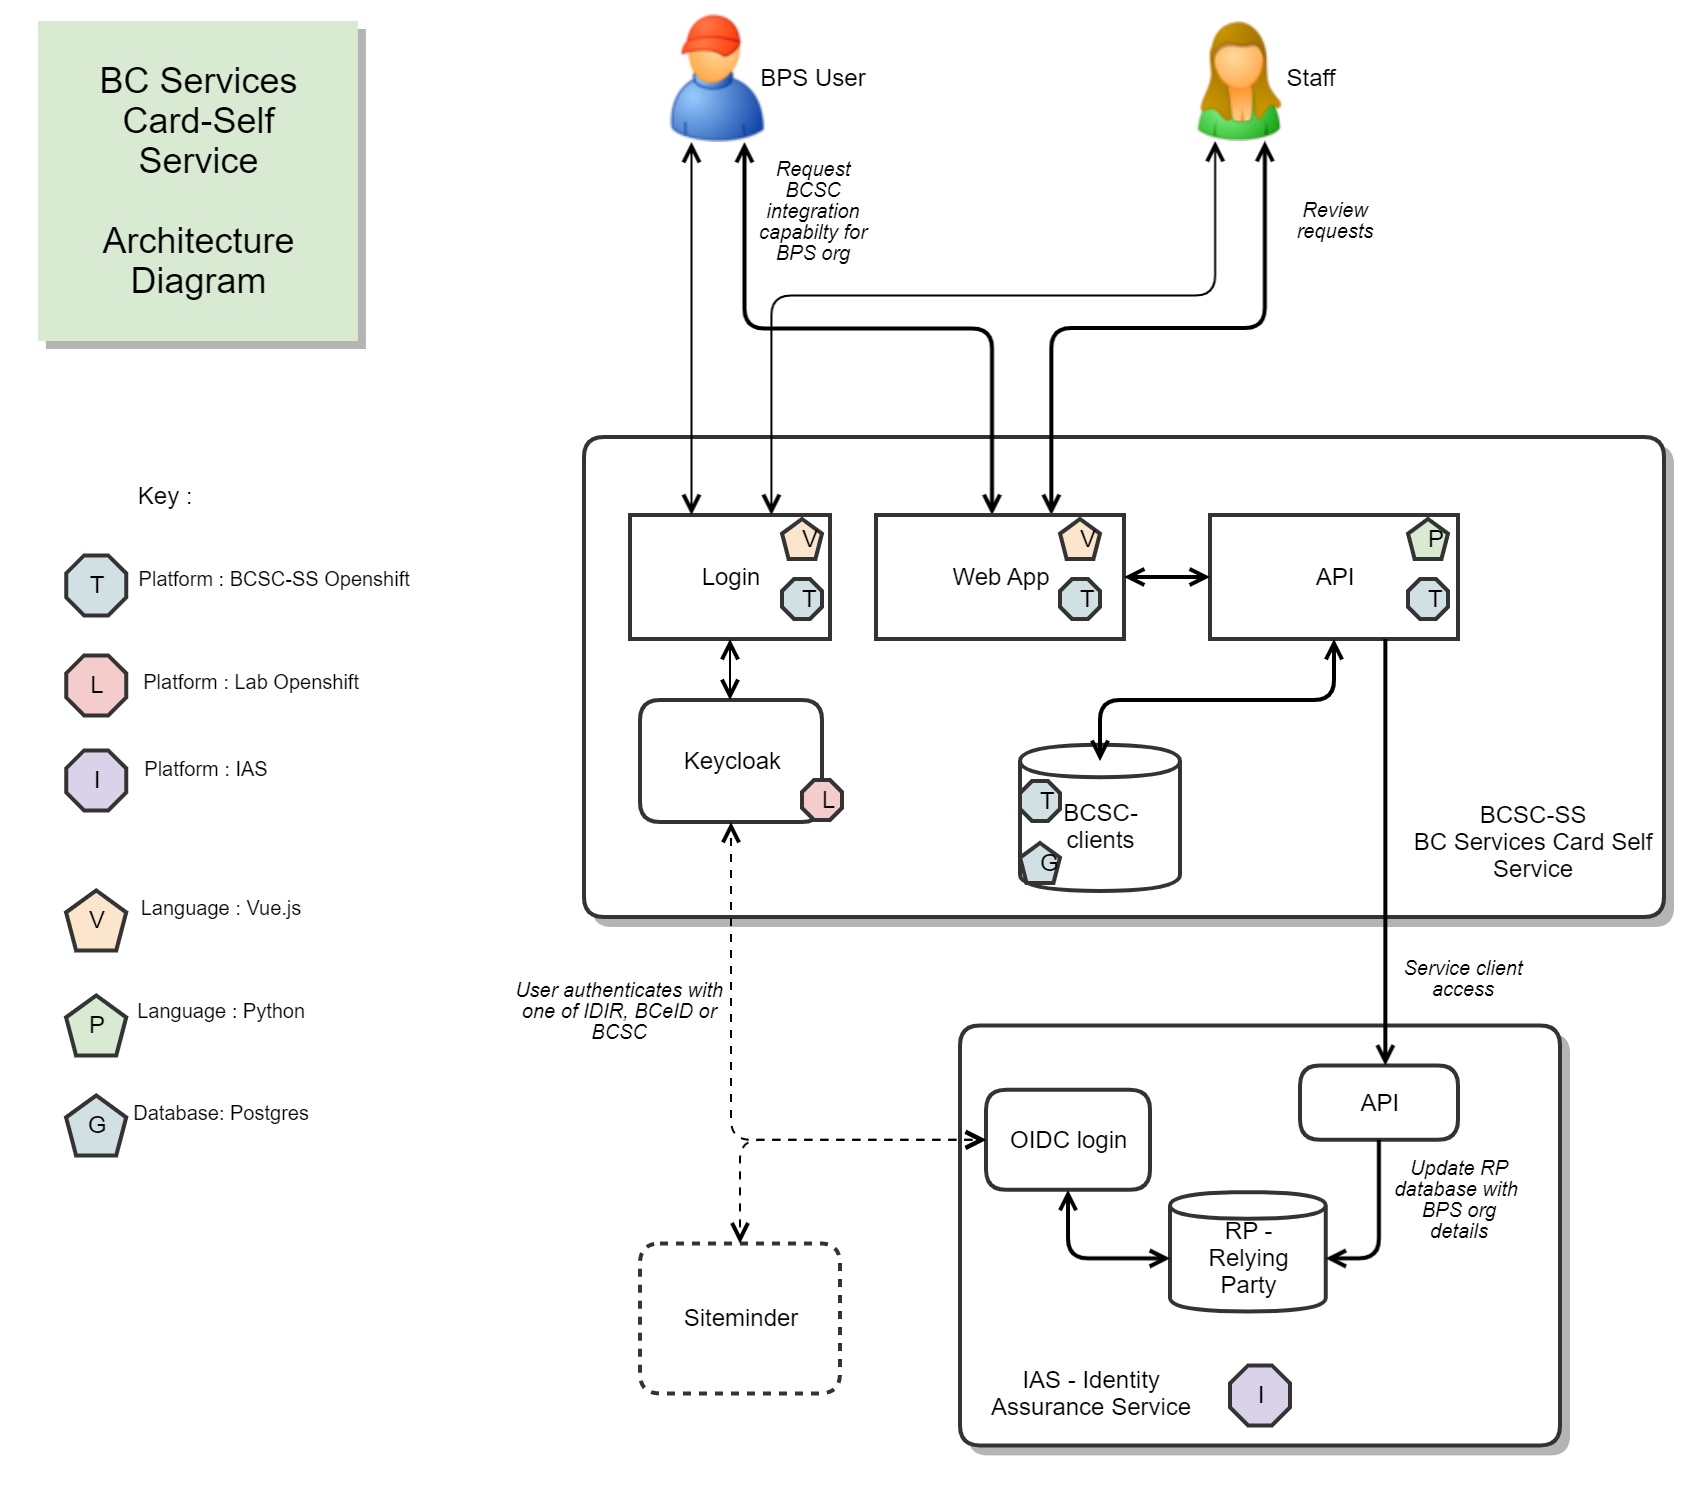 BC Services
Card-Self
Service
Architecture
Diagram
BPS User
Staff
Request
BCSC
integration
capabilty for
BPS org
Review
requests
Key :
T
Platform : BCSC-SS Openshift
L
Platform : Lab Openshift
I
Platform : IAS
V
Language : Vue.js
P
Language : Python
G
Database: Postgres
Login
V
T
Web App
V
T
API
P
T
Keycloak
L
T
G
BCSC-
clients
BCSC-SS
BC Services Card Self
Service
User authenticates with
one of IDIR, BCeID or
BCSC
Service client
access
OIDC login
API
Update RP
database with
BPS org
details
RP -
Relying
Party
Siteminder
IAS - Identity
Assurance Service
I